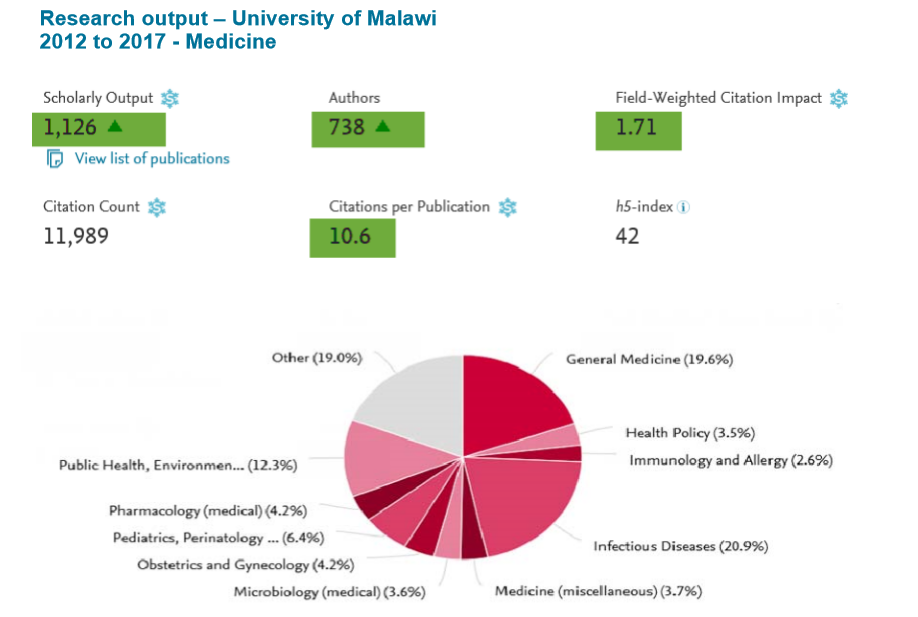 Research output – University of Malawi
2012 to 2017 - Medicine
Scholarly Output
Authors
Field-Weighted Citation Impact
1,126
738
1.71
View list of publications
Citation Count
Citations per Publication
h5-index
11,989
10.6
42
Other (19.0%)
General Medicine (19.6%)
Health Policy (3.5%)
Immunology and Allergy (2.6%)
Public Health, Environmen... (12.3%)
Pharmacology (medical) (4.2%)
Pediatrics, Perinatology ... (6.4%)
Infectious Diseases (20.9%)
Obstetrics and Gynecology (4.2%)
Microbiology (medical) (3.6%)
Medicine (miscellaneous) (3.7%)